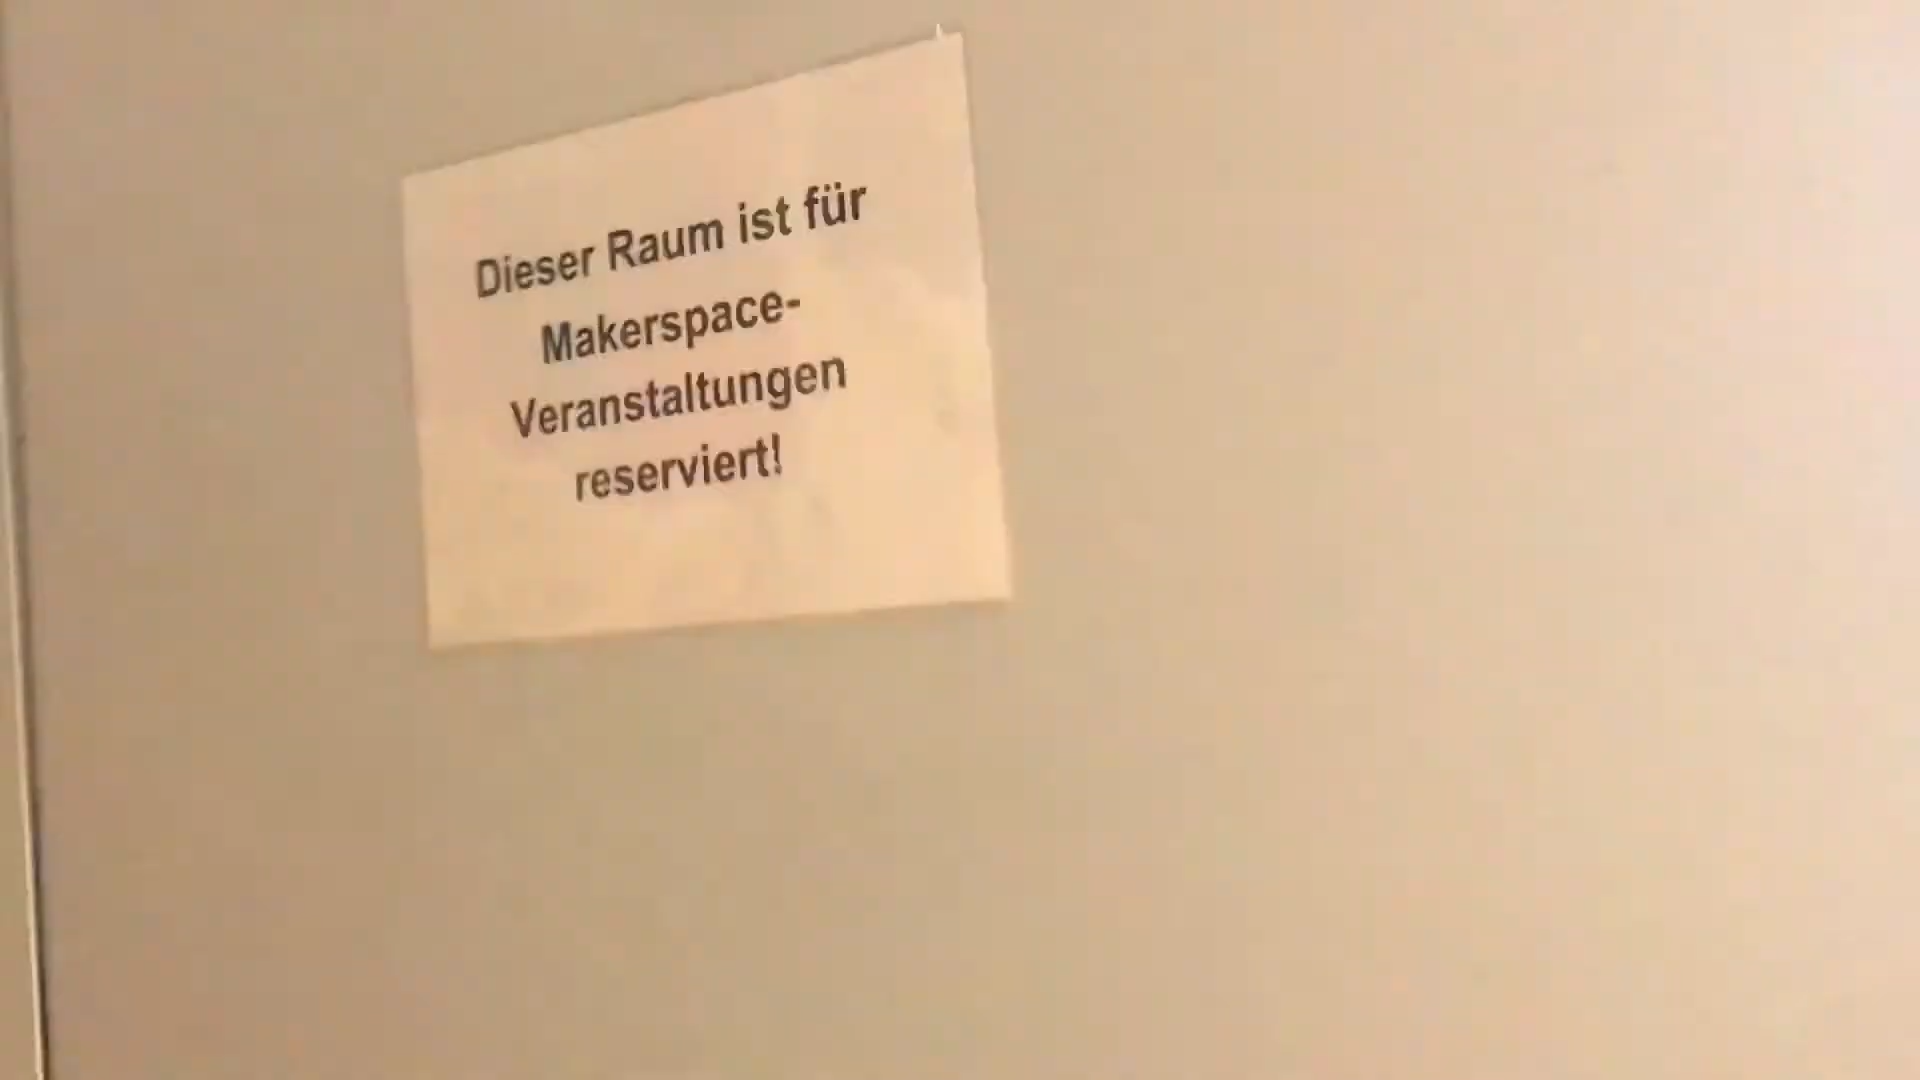 Dieser Raum ist für
Makerspace-
Veranstaltungen
reserviert!